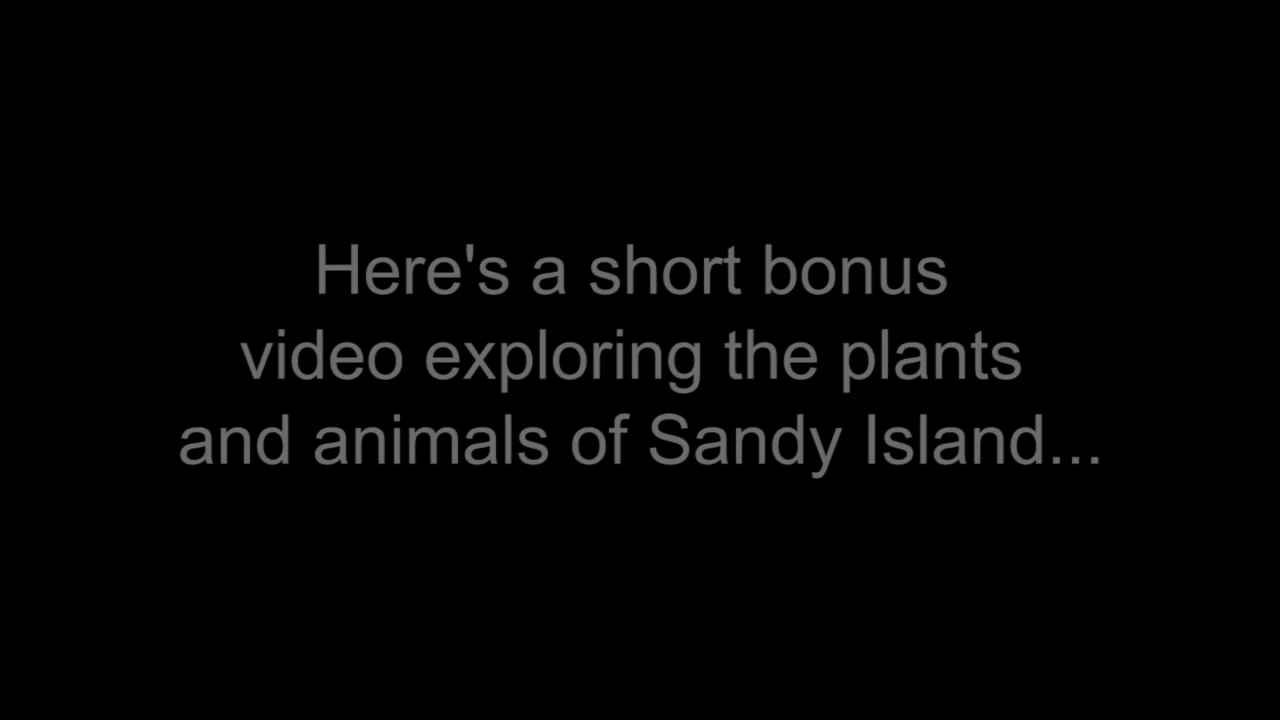 Here's a short bonus
video exploring the plants
and animals of Sandy Island...